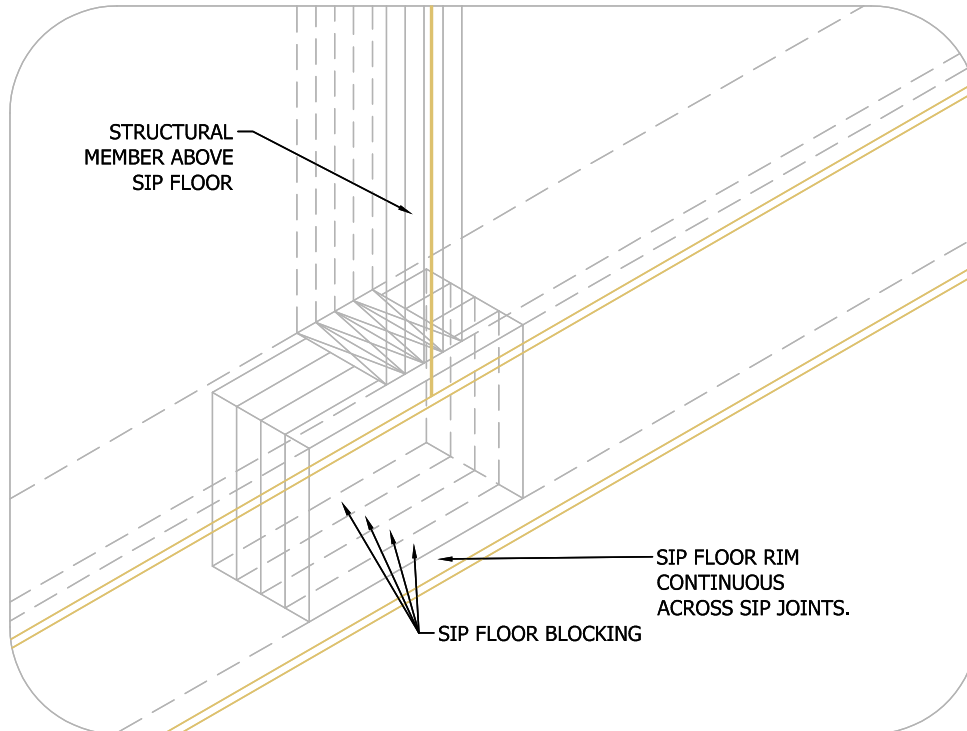 STRUCTURAL
MEMBER ABOVE
SIP FLOOR
SIP FLOOR RIM
CONTINUOUS
ACROSS SIP JOINTS.
SIP FLOOR BLOCKING